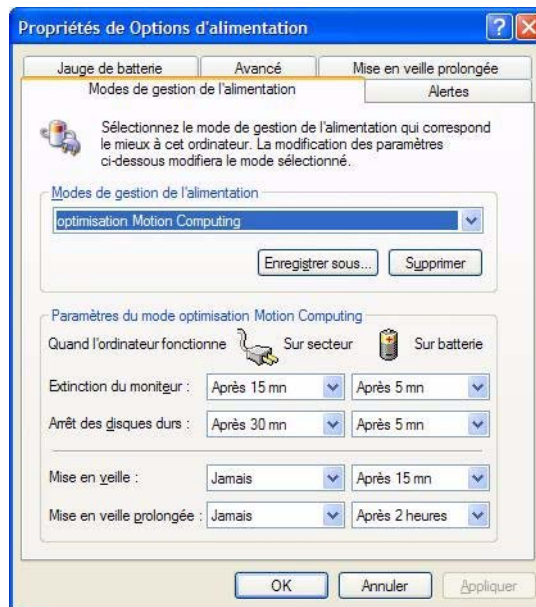 Propriétés de Options d'alimentation
Jauge de batterie Avancé Mise en veille prolongée
Modes de gestion de l'alimentation Alertes
Sélectionnez le mode de gestion de l'alimentation qui correspond
le mieux à cet ordinateur. La modification des paramètres
ci-dessous modifiera le mode sélectionné.
Modes de gestion de l'alimentation
optimisation Motion Computing
Enregistrer sous... Supprimer
Paramètres du mode optimisation Motion Computing
Quand l'ordinateur fonctionne Sur secteur Sur batterie
Extinction du moniteur : Après 15 mn Après 5 mn
Arrêt des disques durs : Après 30 mn Après 5 mn
Mise en veille : Jamais Après 15 mn
Mise en veille prolongée : Jamais Après 2 heures
OK Annuler Appliquer